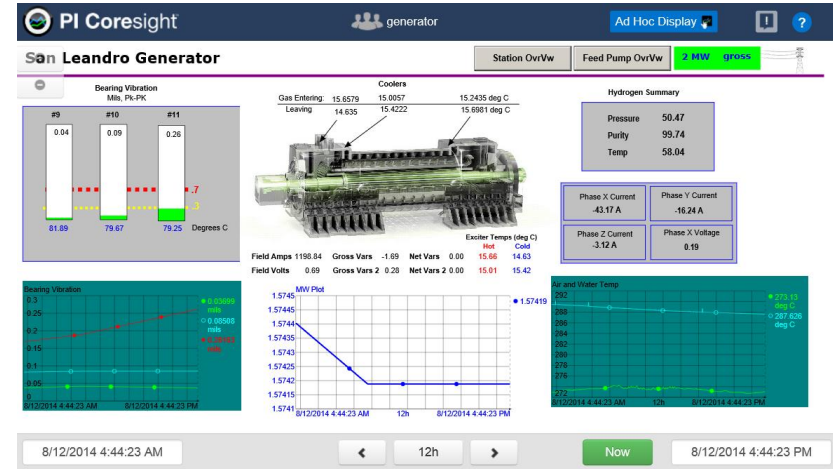 PI Coresight
generator
Ad Hoc Display
?
San Leandro Generator
Station OvrVw
Feed Pump OvrVw
2 MW gross
Bearing Vibration
Mils, Pk-PK
#9 #10 #11
0.04 0.09 0.26
.7
.3
81.89 79.67 79.25 Degrees C
Coolers
Gas Entering: 15.6579 15.0057 15.2435 deg C
Leaving 14.635 15.4222 15.6981 deg C
Exciter Temps (deg C)
Hot Cold
Field Amps 1198.84 Gross Vars -1.69 Net Vars 0.00 15.66 14.63
Field Volts 0.69 Gross Vars 2 0.28 Net Vars 2 0.00 15.01 15.42
Hydrogen Summary
Pressure 50.47
Purity 99.74
Temp 58.04
Phase X Current
-43.17 A
Phase Y Current
-16.24 A
Phase Z Current
-3.12 A
Phase X Voltage
0.19
Bearing Vibration
0.3
0.25
0.2
0.15
0.1
0.05
0
0.03699
mils
0.08508
mils
mils
8/12/2014 4:44:23 AM 8/12/2014 4:44:23 PM
MW Plot
1.5745
1.57445
1.5744
1.57435
1.5743
1.57425
1.5742
1.57415
1.5741
1.57419
8/12/2014 4:44:23 AM 12h 8/12/2014 4:44:23 PM
Air and Water Temp
292
268
286
284
282
278
276
272
273.13
deg C
287.626
deg C
8/12/2014 4:44:23 AM 12h 8/12/2014 4:44:23 PM
8/12/2014 4:44:23 AM
12h
Now
8/12/2014 4:44:23 PM